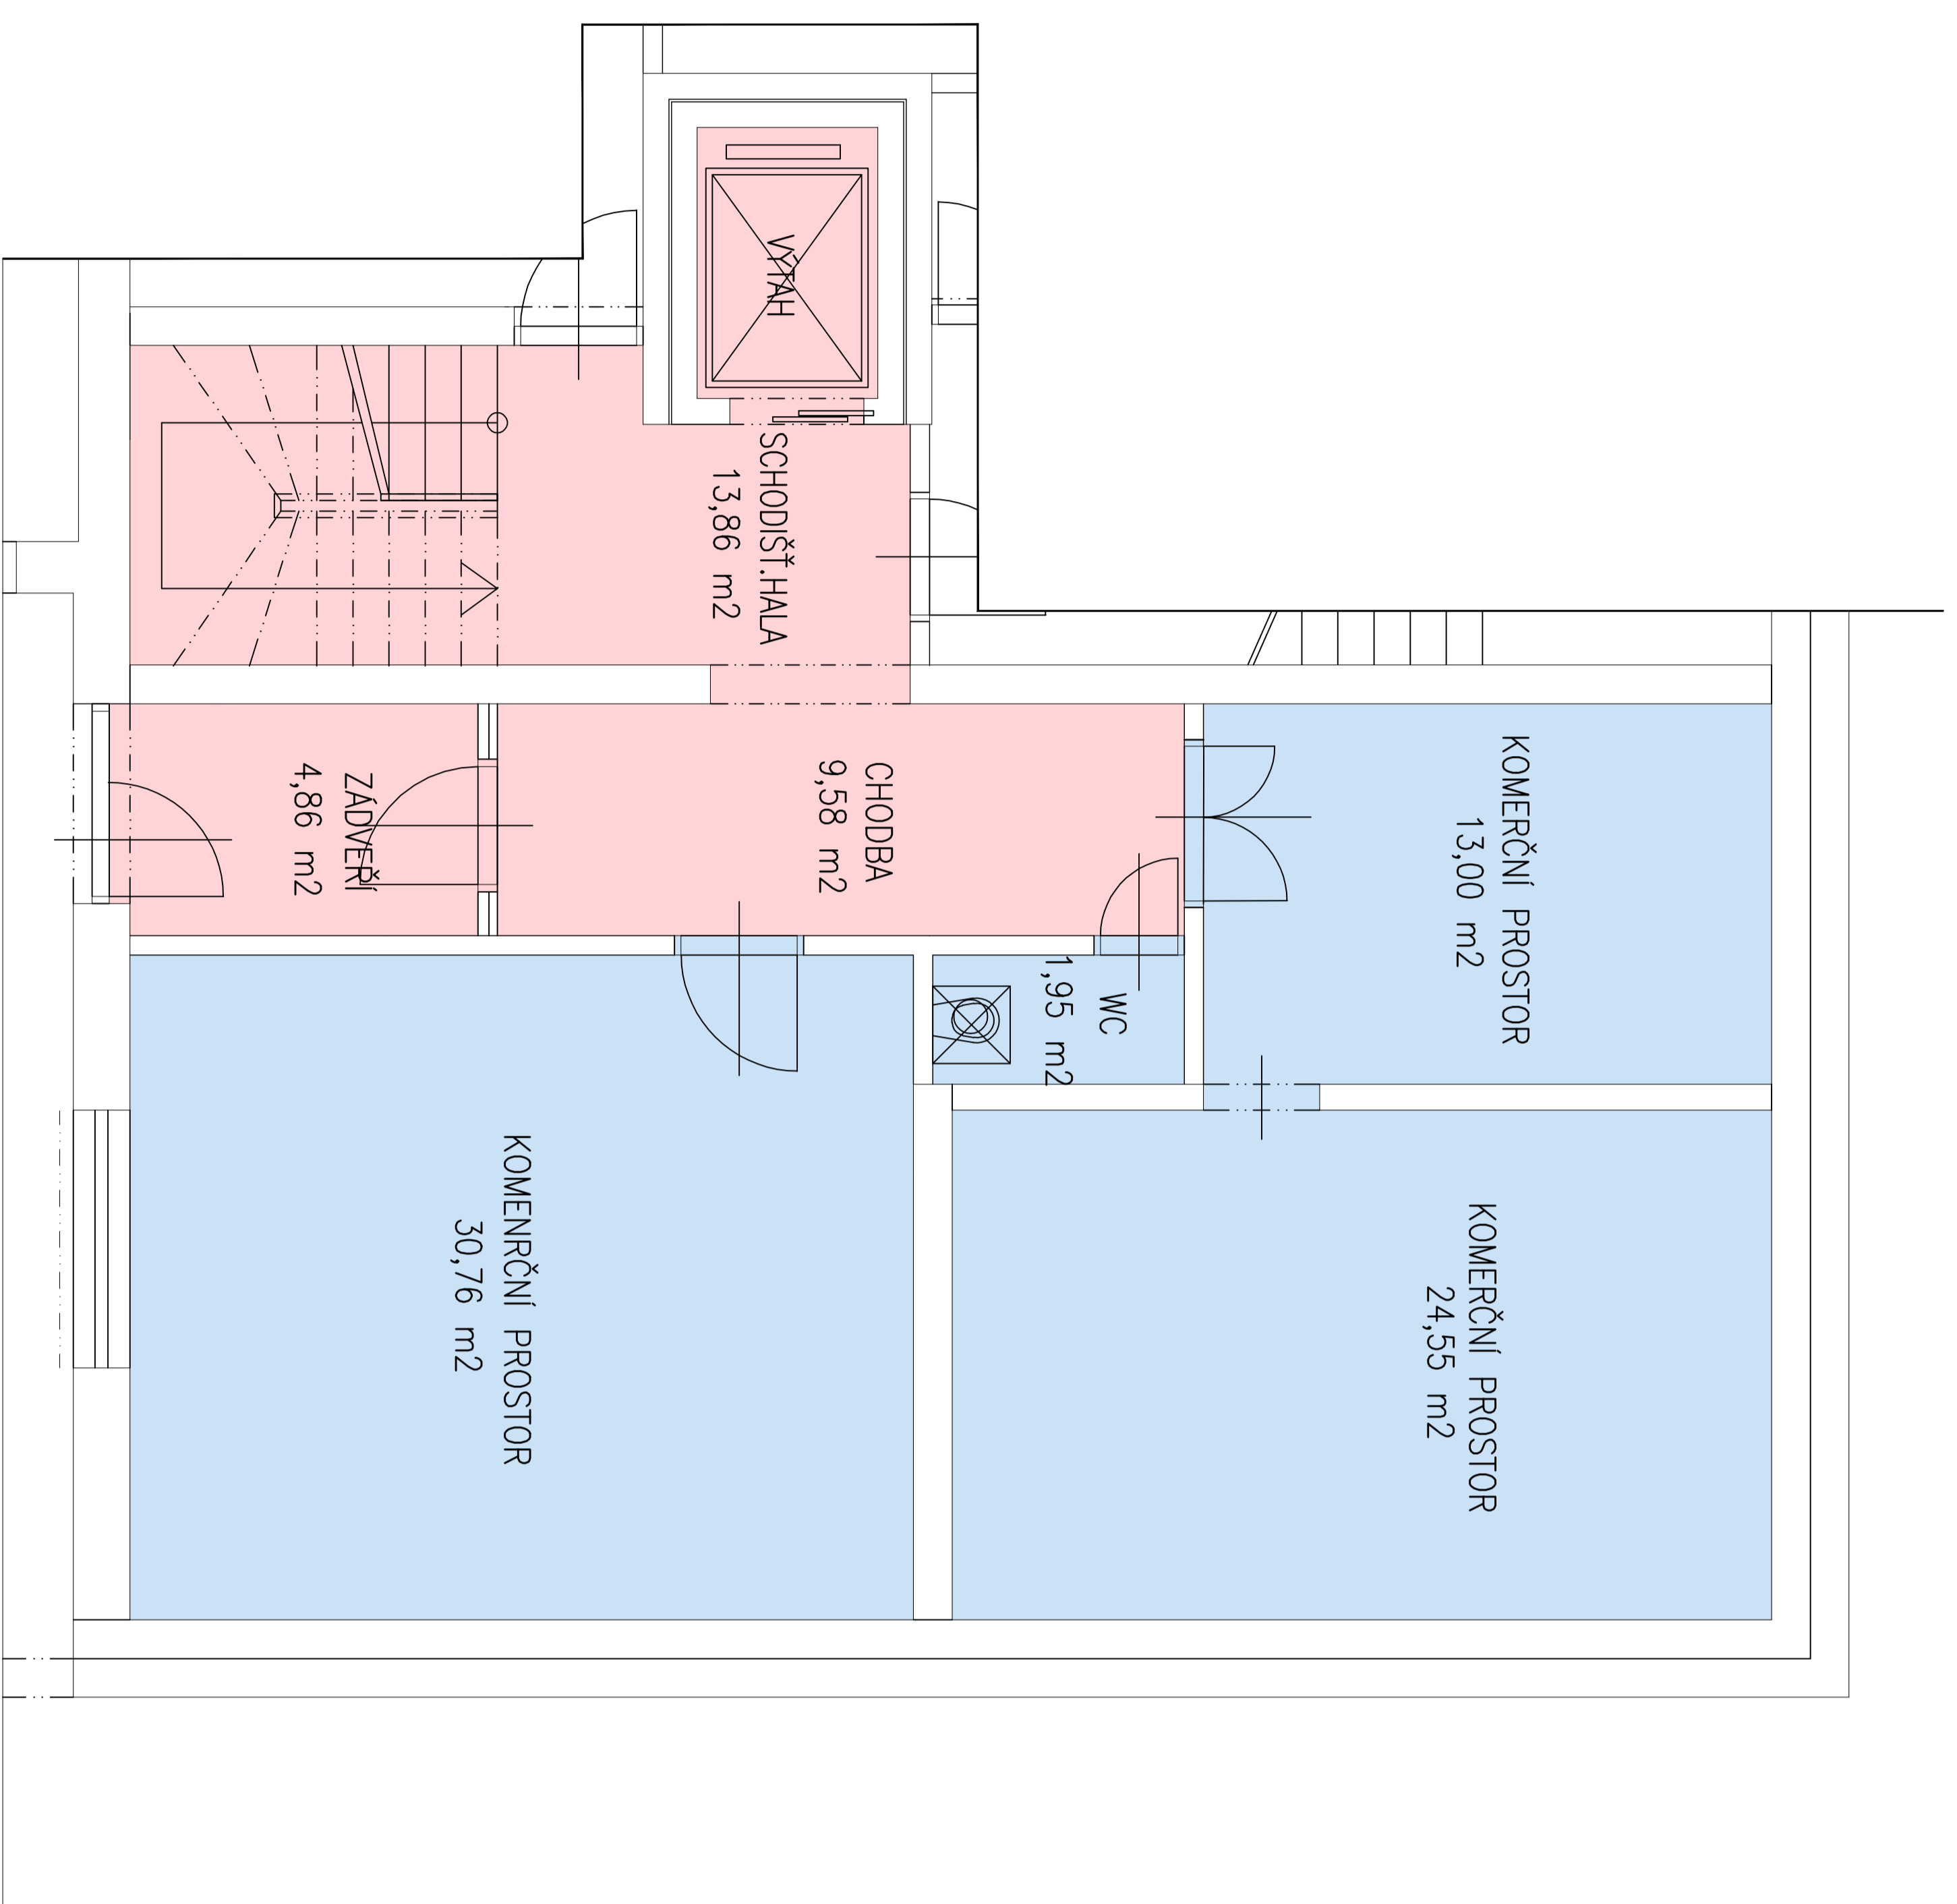 VÝTAH
SCHODIŠŤ.HALA
13,86 m2
ZÁDVEŘÍ
4,86 m2
CHODBA
9,58 m2
KOMERČNÍ PROSTOR
13,00 m2
WC
1,95 m2
KOMENRČNÍ PROSTOR
30,76 m2
KOMERČNÍ PROSTOR
24,55 m2